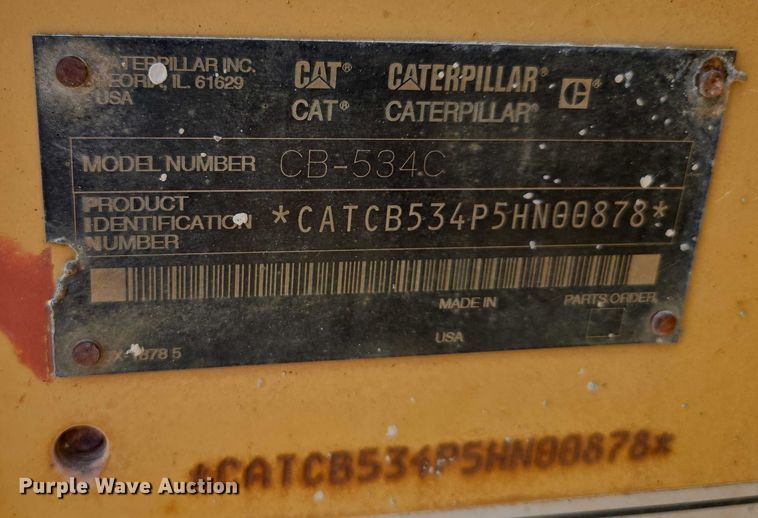 CATERPILLAR INC.
PEORIA, IL. 61629
USA
CAT® CATERPILLAR®
CAT® CATERPILLAR®
MODEL NUMBER CB-534C
PRODUCT
IDENTIFICATION
NUMBER
*CATCB534P5HN00878*
MADE IN
USA
PARTS ORDER
*CATCB534P5HN00878*
Purple Wave Auction